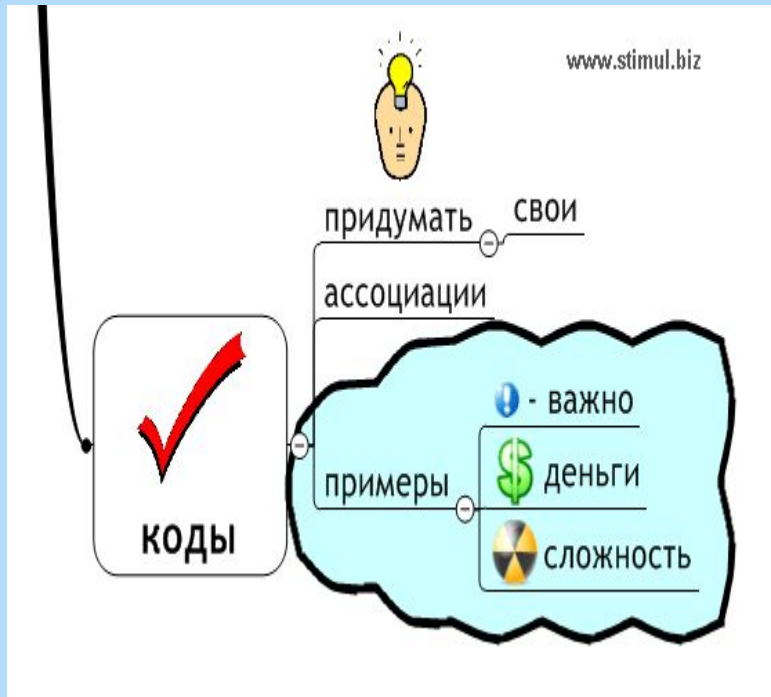 www.stimul.biz
придумать
свои
ассоциации
коды
примеры
- важно
$ деньги
сложность